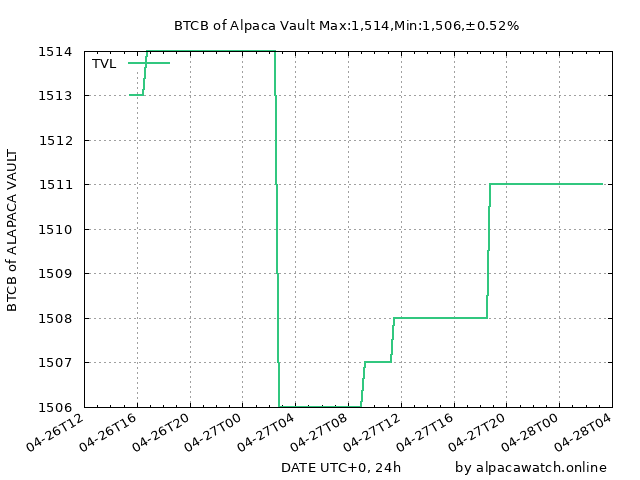 BTCB of Alpaca Vault Max:1,514,Min:1,506,±0.52%
TVL
1514
1513
1512
1511
1510
1509
1508
1507
1506
BTCB of ALAPACA VAULT
04-26T12
04-26T16
04-26T20
04-27T00
04-27T04
04-27T08
04-27T12
04-27T16
04-27T20
04-28T00
04-28T04
DATE UTC+0, 24h
by alpacawatch.online